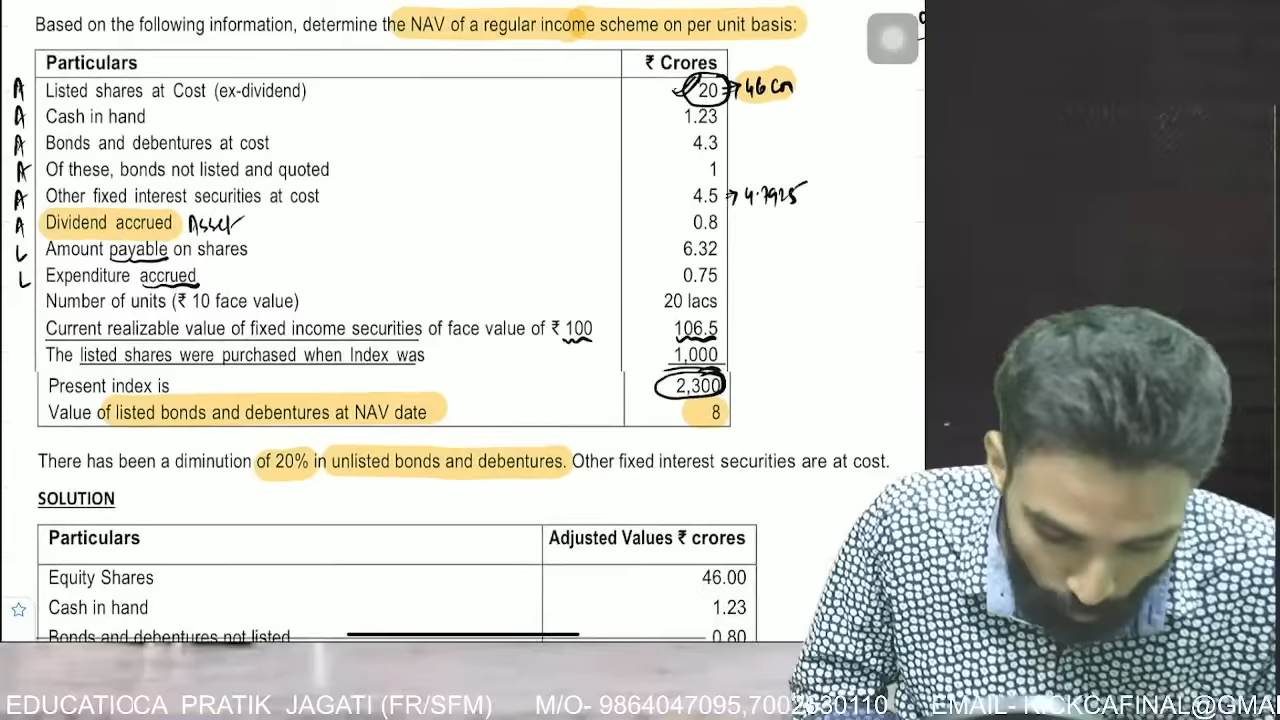 Based on the following information, determine the NAV of a regular income scheme on per unit basis:
Particulars ₹ Crores
A Listed shares at Cost (ex-dividend) 20 → 46 Cr
A Cash in hand 1.23
A Bonds and debentures at cost 4.3
A Of these, bonds not listed and quoted 1
A Other fixed interest securities at cost 4.5 → 4.7925
A Dividend accrued Asset 0.8
L Amount payable on shares 6.32
L Expenditure accrued 0.75
Number of units (₹ 10 face value) 20 lacs
Current realizable value of fixed income securities of face value of ₹ 100 106.5
The listed shares were purchased when Index was 1,000
Present index is 2,300
Value of listed bonds and debentures at NAV date 8
There has been a diminution of 20% in unlisted bonds and debentures. Other fixed interest securities are at cost.
SOLUTION
Particulars Adjusted Values ₹ crores
Equity Shares 46.00
Cash in hand 1.23
Bonds and debentures not listed 0.80
EDUCATIOCA PRATIK JAGATI (FR/SFM) M/O- 9864047095,7002630110 EMAIL- KICKCAFINAL@GMA